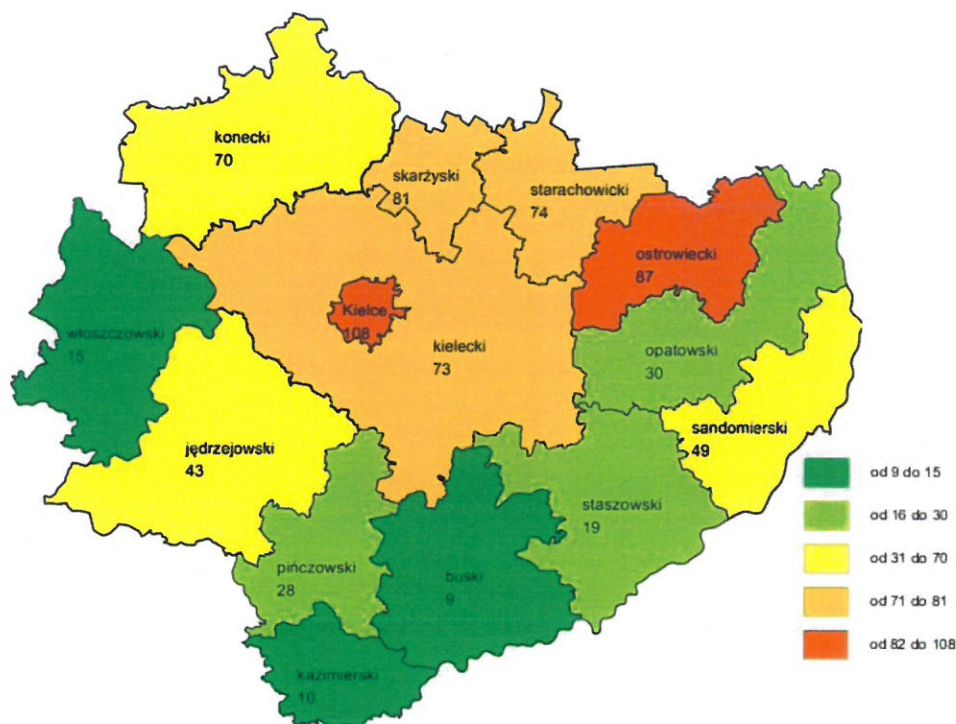 konecki
70
skarżyski
81
starachowicki
74
ostrowiecki
87
Kielce
108
włoszczowski
15
kielecki
73
opatowski
30
sandomierski
49
jędrzejowski
43
staszowski
19
pińczowski
28
buski
9
kazimierski
10
od 9 do 15
od 16 do 30
od 31 do 70
od 71 do 81
od 82 do 108